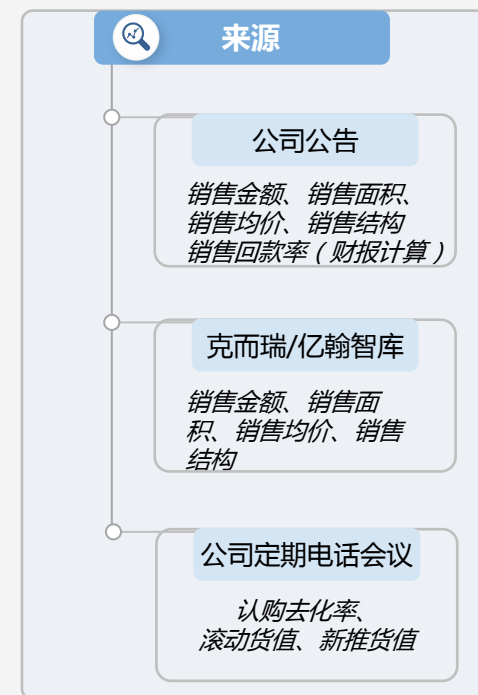 来源
公司公告
销售金额、销售面积、
销售均价、销售结构
销售回款率（财报计算）
克而瑞/亿翰智库
销售金额、销售面
积、销售均价、销售
结构
公司定期电话会议
认购去化率、
滚动货值、新推货值